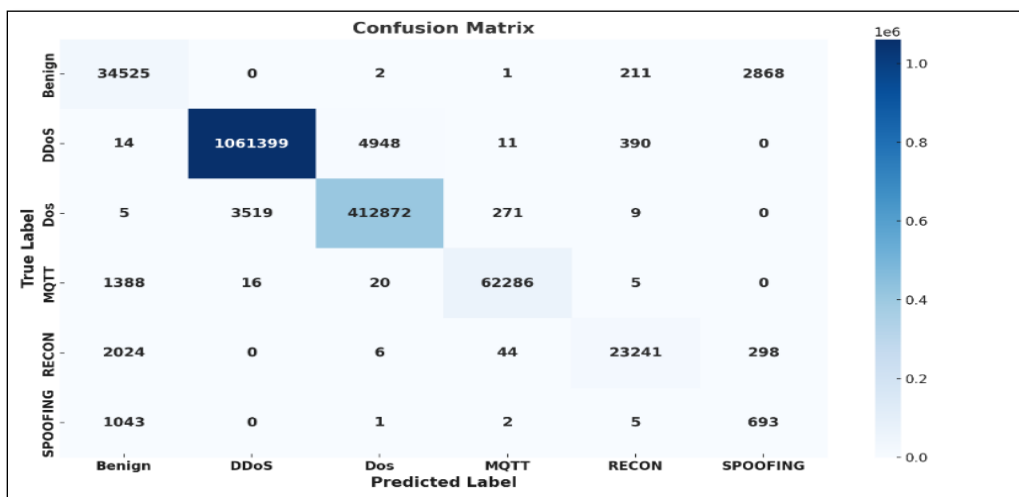 Confusion Matrix
1e6
Benign 34525 0 2 1 211 2868
DDoS 14 1061399 4948 11 390 0
Dos 5 3519 412872 271 9 0
MQTT 1388 16 20 62286 5 0
RECON 2024 0 6 44 23241 298
SPOOFING 1043 0 1 2 5 693
True Label
Benign DDoS Dos MQTT RECON SPOOFING
Predicted Label
1.0
0.8
0.6
0.4
0.2
0.0